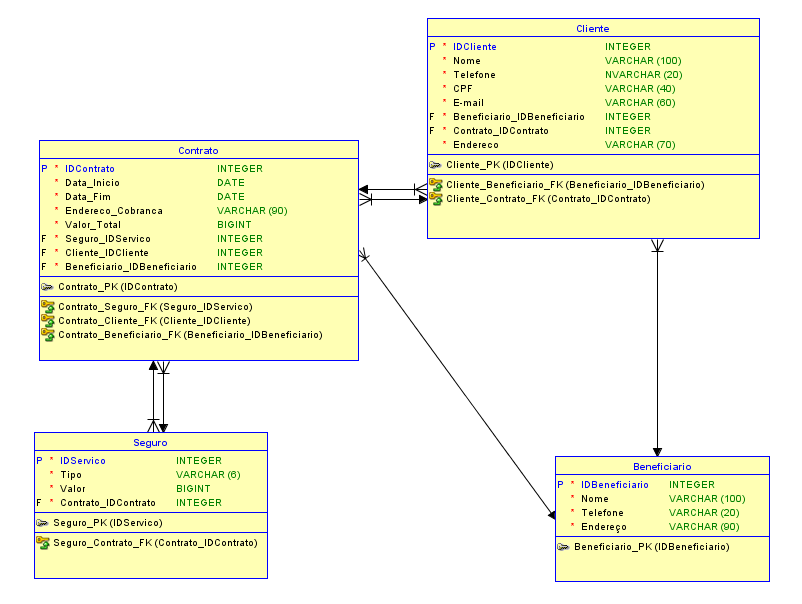 Cliente
P * IDCliente INTEGER
* Nome VARCHAR (100)
* Telefone NVARCHAR (20)
* CPF VARCHAR (40)
* E-mail VARCHAR (60)
F * Beneficiario_IDBeneficiario INTEGER
F * Contrato_IDContrato INTEGER
* Endereco VARCHAR (70)
Cliente_PK (IDCliente)
Cliente_Beneficiario_FK (Beneficiario_IDBeneficiario)
Cliente_Contrato_FK (Contrato_IDContrato)
Contrato
P * IDContrato INTEGER
* Data_Inicio DATE
* Data_Fim DATE
* Endereco_Cobranca VARCHAR (90)
* Valor_Total BIGINT
F * Seguro_IDServico INTEGER
F * Cliente_IDCliente INTEGER
F * Beneficiario_IDBeneficiario INTEGER
Contrato_PK (IDContrato)
Contrato_Seguro_FK (Seguro_IDServico)
Contrato_Cliente_FK (Cliente_IDCliente)
Contrato_Beneficiario_FK (Beneficiario_IDBeneficiario)
Seguro
P * IDServico INTEGER
* Tipo VARCHAR (6)
* Valor BIGINT
F * Contrato_IDContrato INTEGER
Seguro_PK (IDServico)
Seguro_Contrato_FK (Contrato_IDContrato)
Beneficiario
P * IDBeneficiario INTEGER
* Nome VARCHAR (100)
* Telefone VARCHAR (20)
* Endereço VARCHAR (90)
Beneficiario_PK (IDBeneficiario)